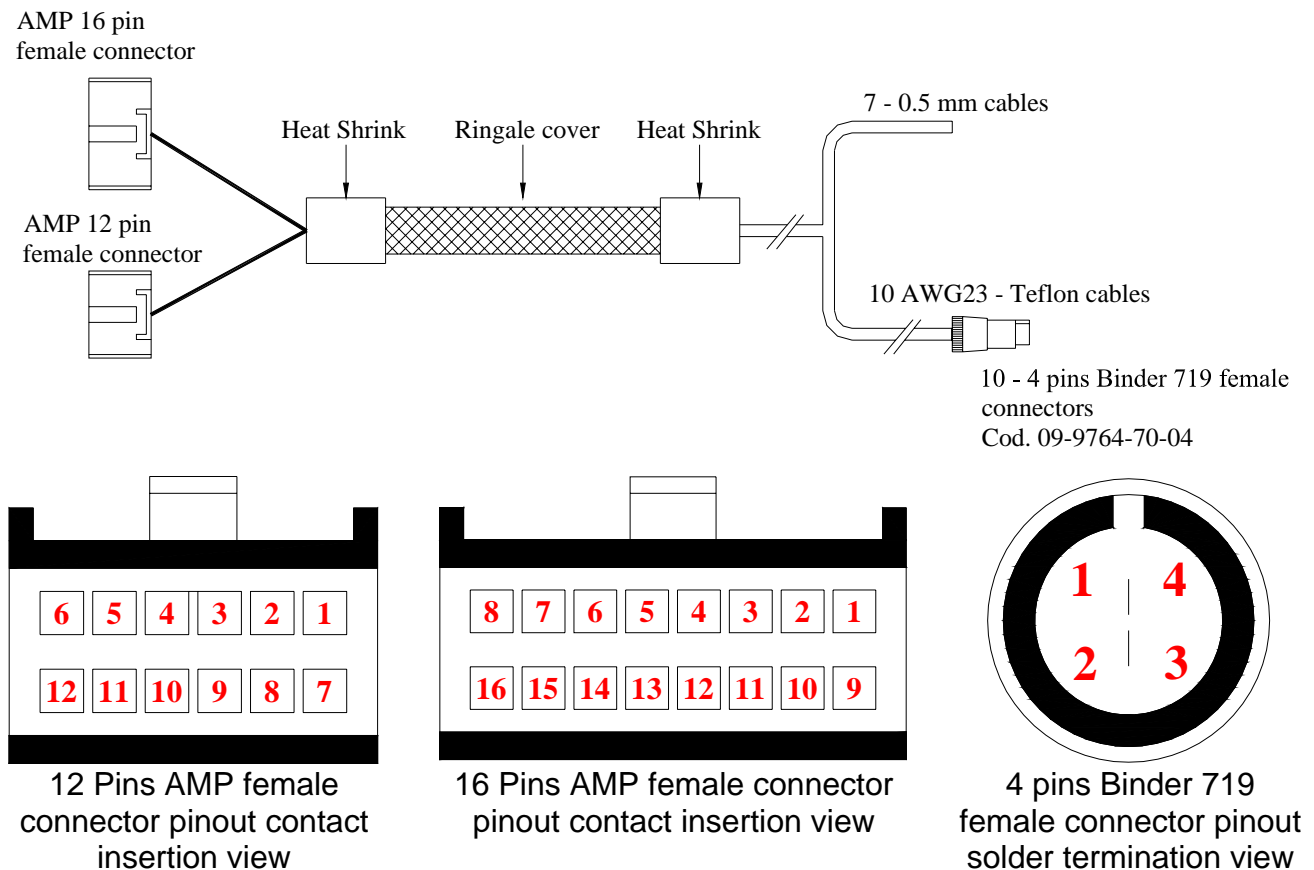 AMP 16 pin
female connector
7 - 0.5 mm cables
Heat Shrink
Ringale cover
Heat Shrink
AMP 12 pin
female connector
10 AWG23 - Teflon cables
10 - 4 pins Binder 719 female
connectors
Cod. 09-9764-70-04
6 5 4 3 2 1
12 11 10 9 8 7
12 Pins AMP female
connector pinout contact
insertion view
8 7 6 5 4 3 2 1
16 15 14 13 12 11 10 9
16 Pins AMP female connector
pinout contact insertion view
1 4
2 3
4 pins Binder 719
female connector pinout
solder termination view